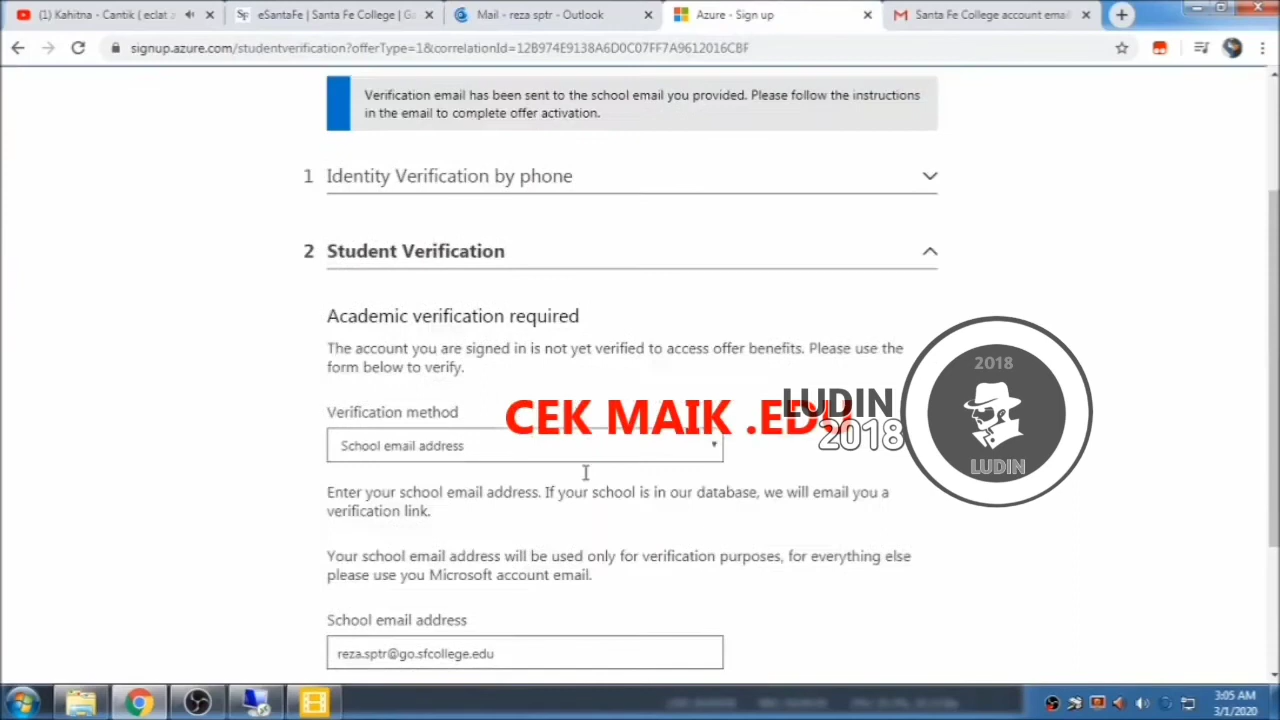 (1) Kahitna - Cantik ( eclat
eSantaFe | Santa Fe College | G
Mail - reza sptr - Outlook
Azure - Sign up
Santa Fe College account email
signup.azure.com/studentverification?offerType=1&correlationId=12B974E9138A6D0C07FF7A9612016CBF
Verification email has been sent to the school email you provided. Please follow the instructions
in the email to complete offer activation.
1 Identity Verification by phone
2 Student Verification
Academic verification required
The account you are signed in is not yet verified to access offer benefits. Please use the
form below to verify.
Verification method
CEK MAIK .EDU
School email address
LUDIN
2018
2018
LUDIN
Enter your school email address. If your school is in our database, we will email you a
verification link.
Your school email address will be used only for verification purposes, for everything else
please use you Microsoft account email.
School email address
reza.sptr@go.sfcollege.edu
3:05 AM
3/1/2020